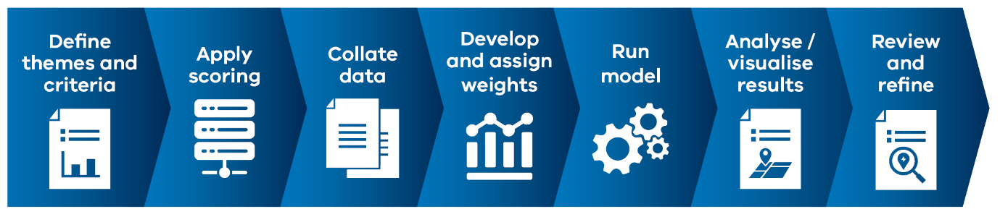 Define
themes and
criteria
Apply
scoring
Collate
data
Develop
and assign
weights
Run
model
Analyse /
visualise
results
Review
and
refine